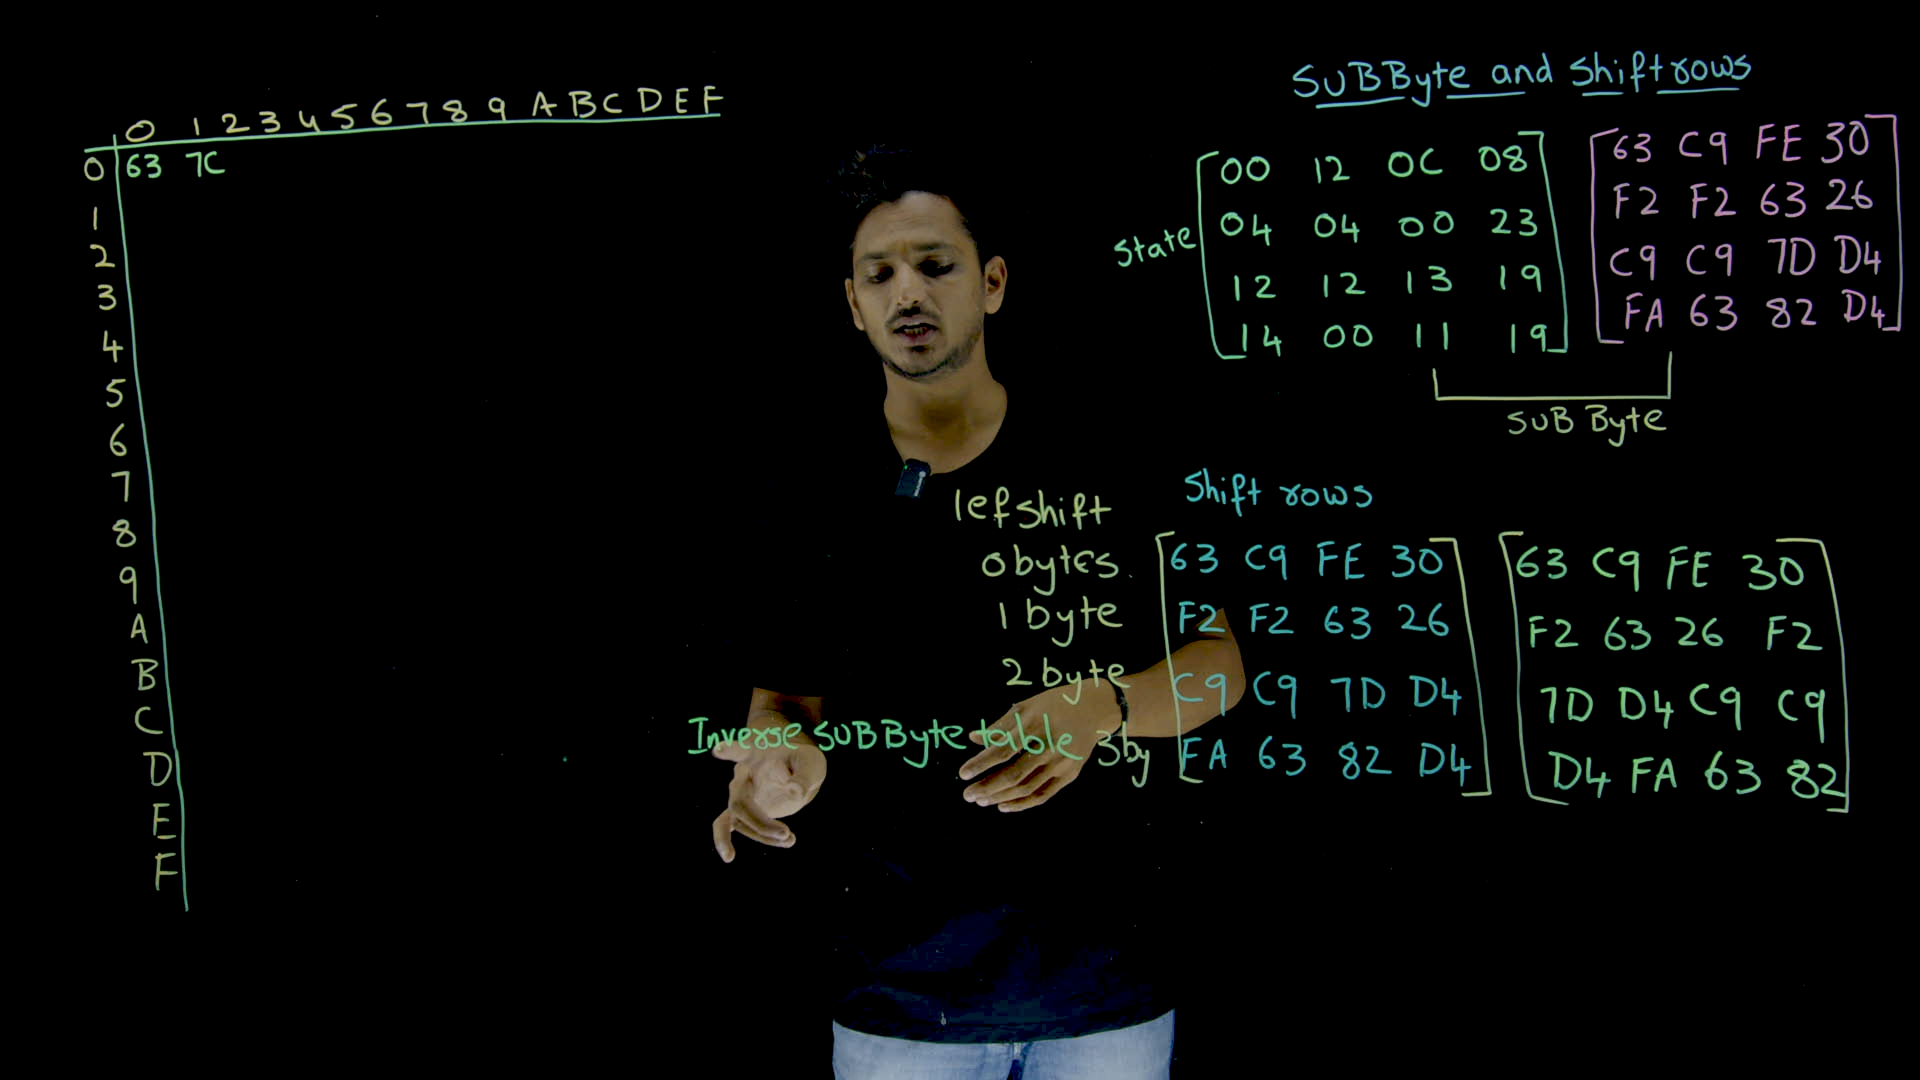 0 1 2 3 4 5 6 7 8 9 A B C D E F
0 63 7C
1
2
3
4
5
6
7
8
9
A
B
C
D
E
F
SUBByte and Shiftrows
State
00 12 0C 08
04 04 00 23
12 12 13 19
14 00 11 19
63 C9 FE 30
F2 F2 63 26
C9 C9 7D D4
FA 63 82 D4
SUB Byte
Shift rows
lefshift
0bytes.
1 byte
2 byte
3by
63 C9 FE 30
F2 F2 63 26
C9 C9 7D D4
FA 63 82 D4
63 C9 FE 30
F2 63 26 F2
7D D4 C9 C9
D4 FA 63 82
Inverse SUBByte table